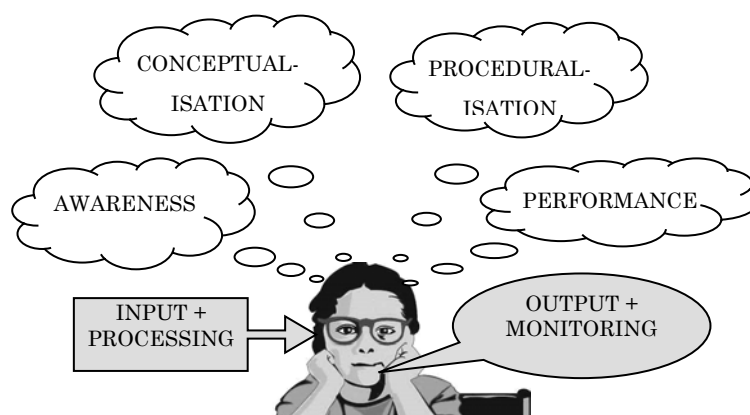 CONCEPTUAL-
ISATION
PROCEDURAL-
ISATION
AWARENESS
PERFORMANCE
INPUT +
PROCESSING
OUTPUT +
MONITORING